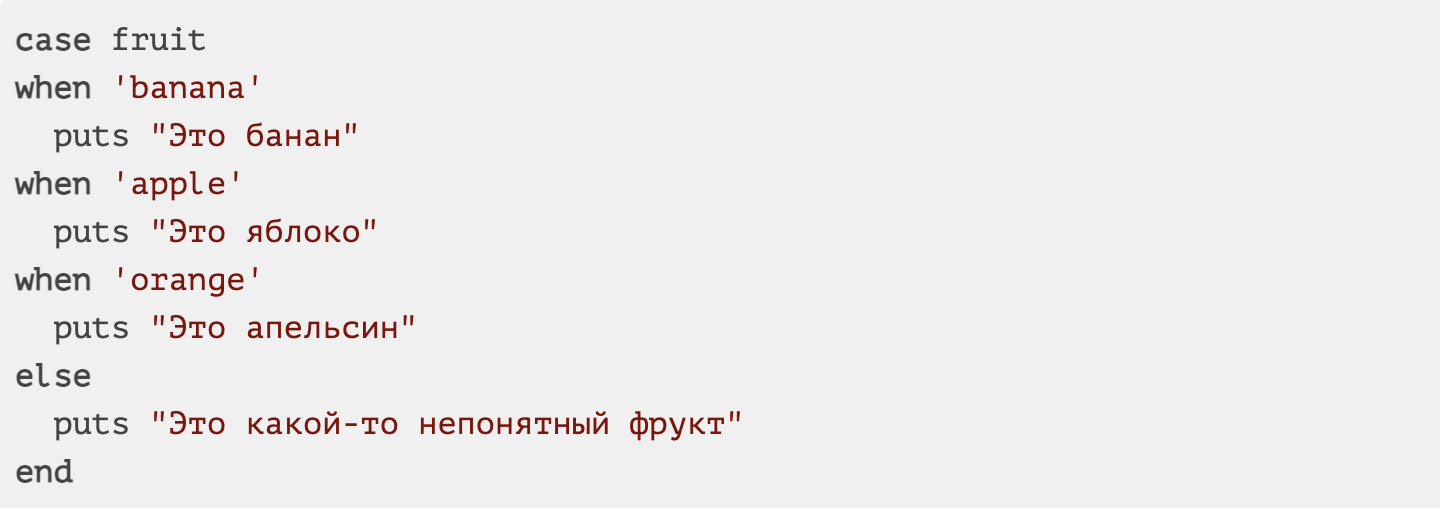 case fruit
when 'banana'
  puts "Это банан"
when 'apple'
  puts "Это яблоко"
when 'orange'
  puts "Это апельсин"
else
  puts "Это какой-то непонятный фрукт"
end